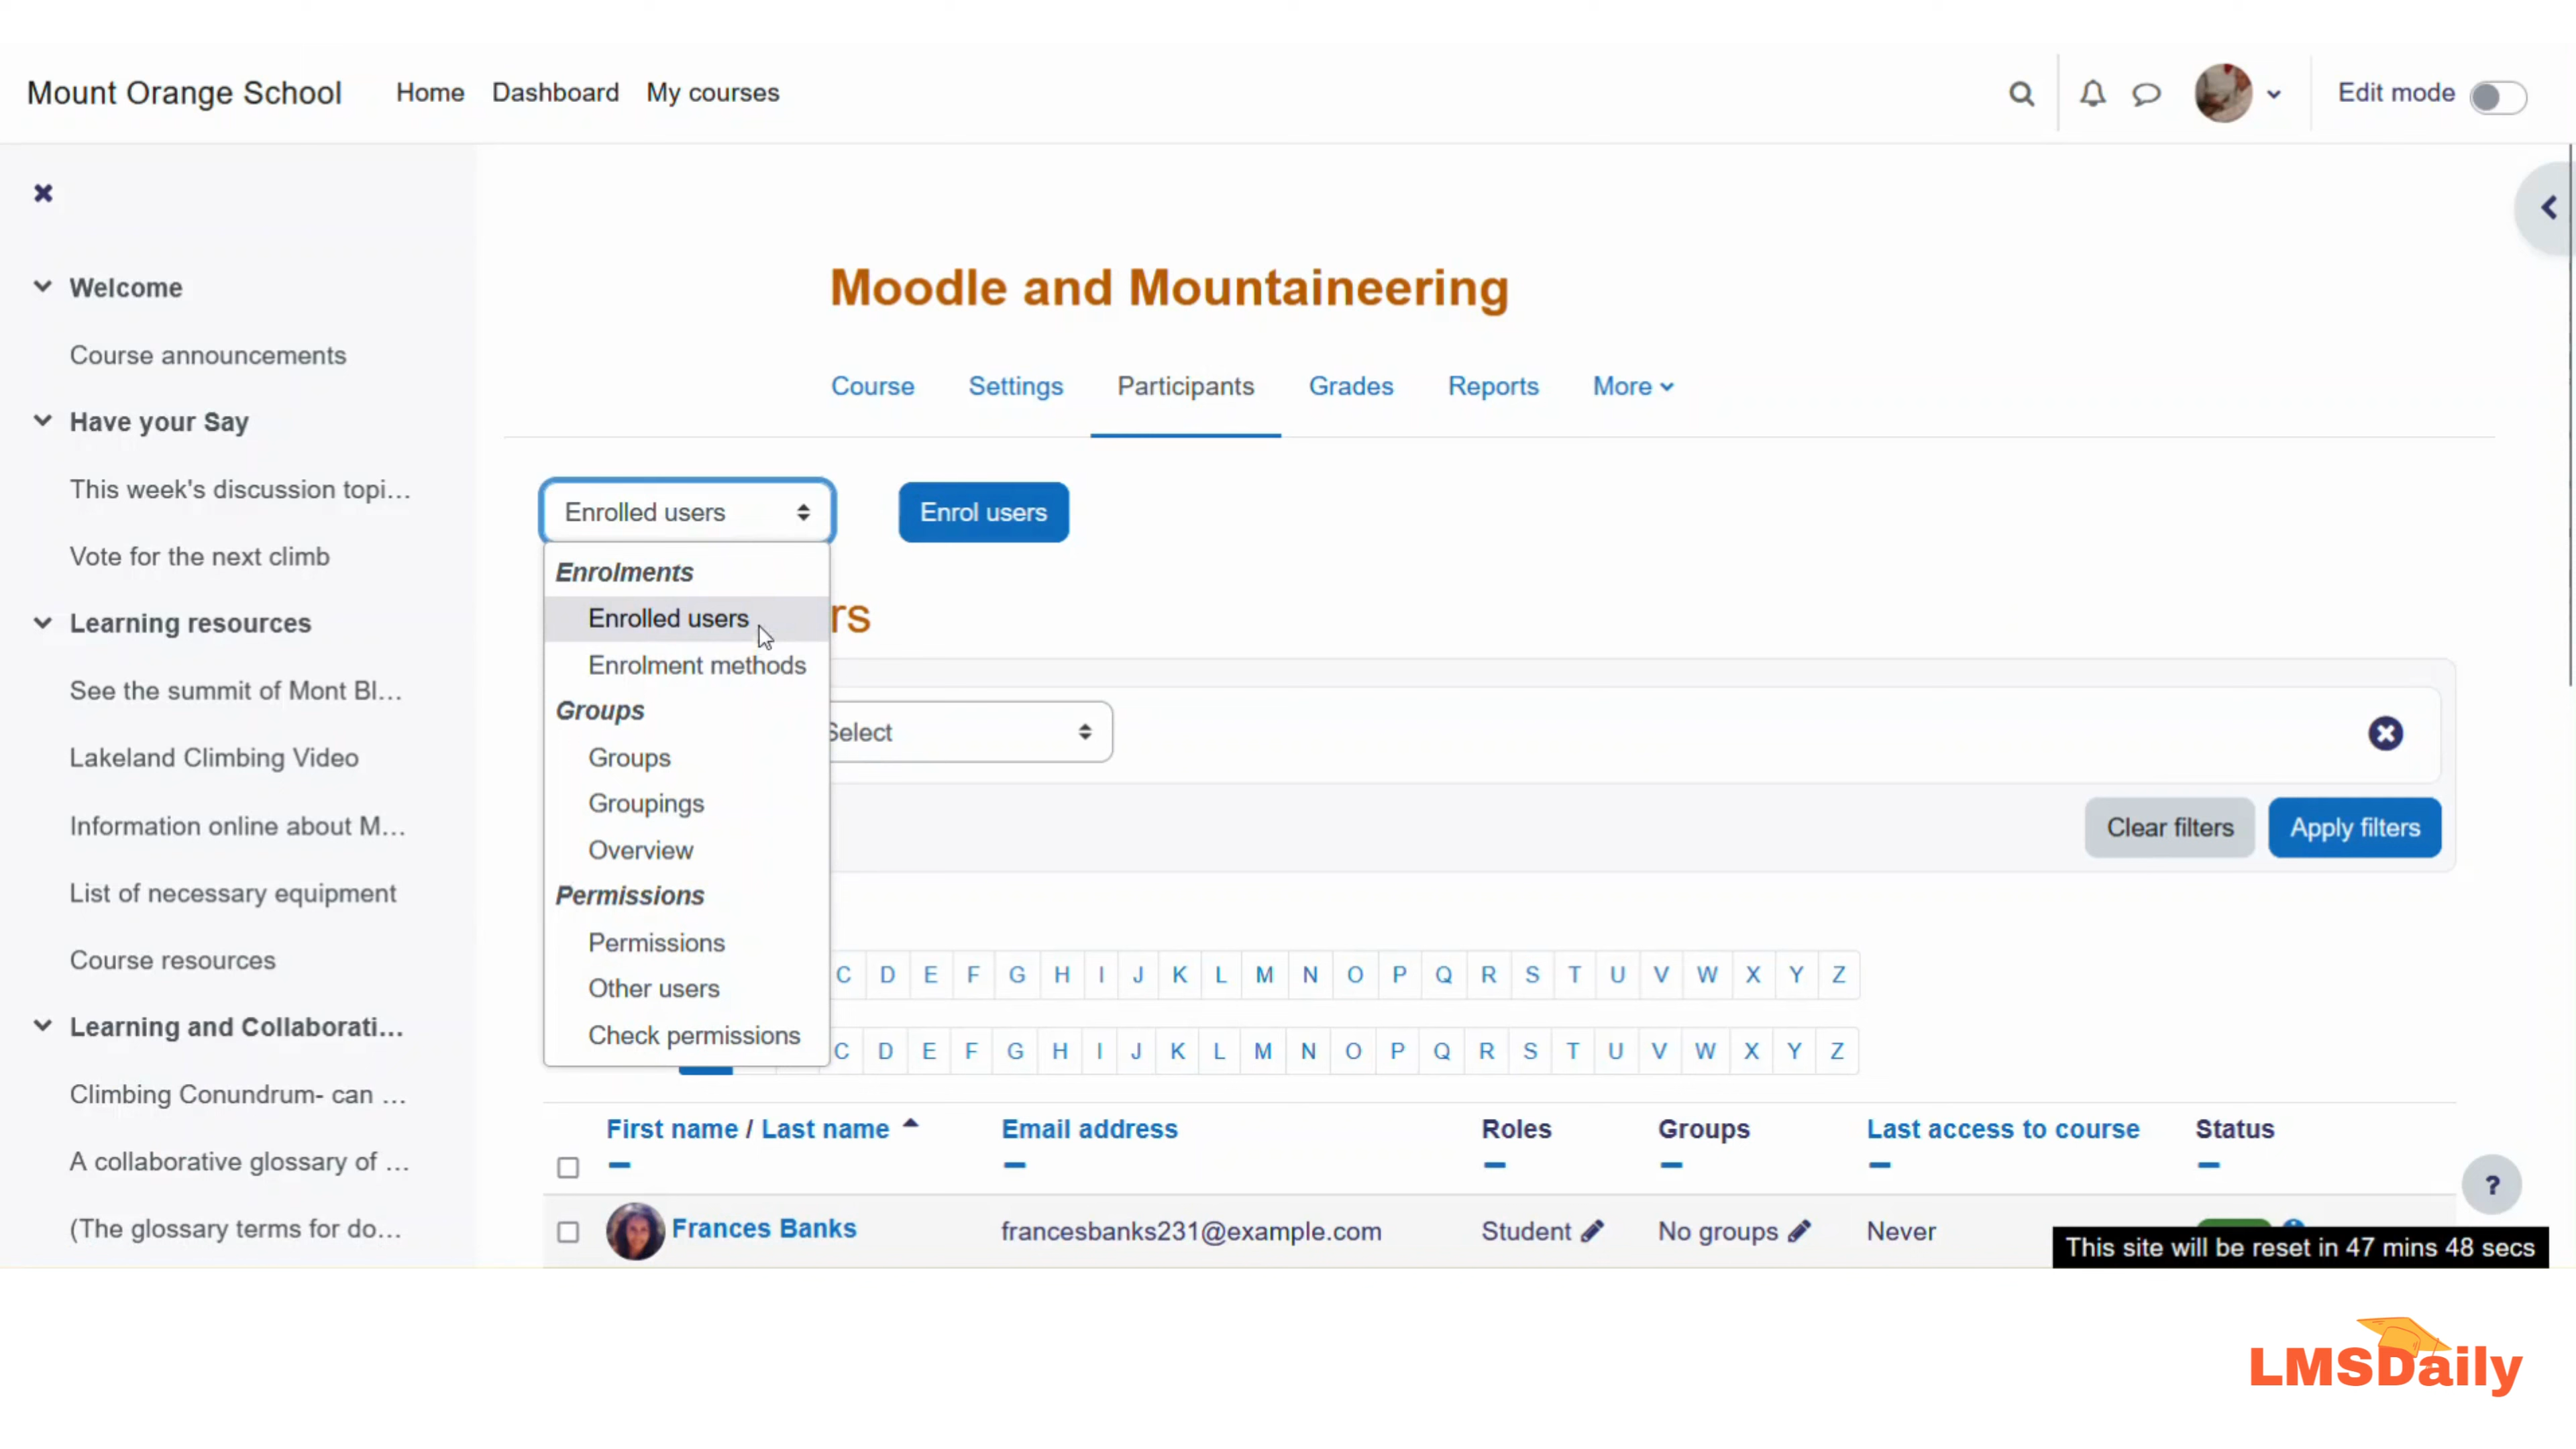 Mount Orange School Home Dashboard My courses Edit mode
Welcome
Course announcements
Have your Say
This week's discussion topi...
Vote for the next climb
Learning resources
See the summit of Mont Bl...
Lakeland Climbing Video
Information online about M...
List of necessary equipment
Course resources
Learning and Collaborati...
Climbing Conundrum- can ...
A collaborative glossary of ...
(The glossary terms for do...
Moodle and Mountaineering
Course Settings Participants Grades Reports More
Enrolled users Enrol users
Enrolments
Enrolled users
Enrolment methods
Groups
Groups
Groupings
Overview
Permissions
Permissions
Other users
Check permissions
rs
Select
Clear filters Apply filters
C D E F G H I J K L M N O P Q R S T U V W X Y Z
C D E F G H I J K L M N O P Q R S T U V W X Y Z
First name / Last name Email address Roles Groups Last access to course Status
Frances Banks francesbanks231@example.com Student No groups Never
?
This site will be reset in 47 mins 48 secs
LMSDaily